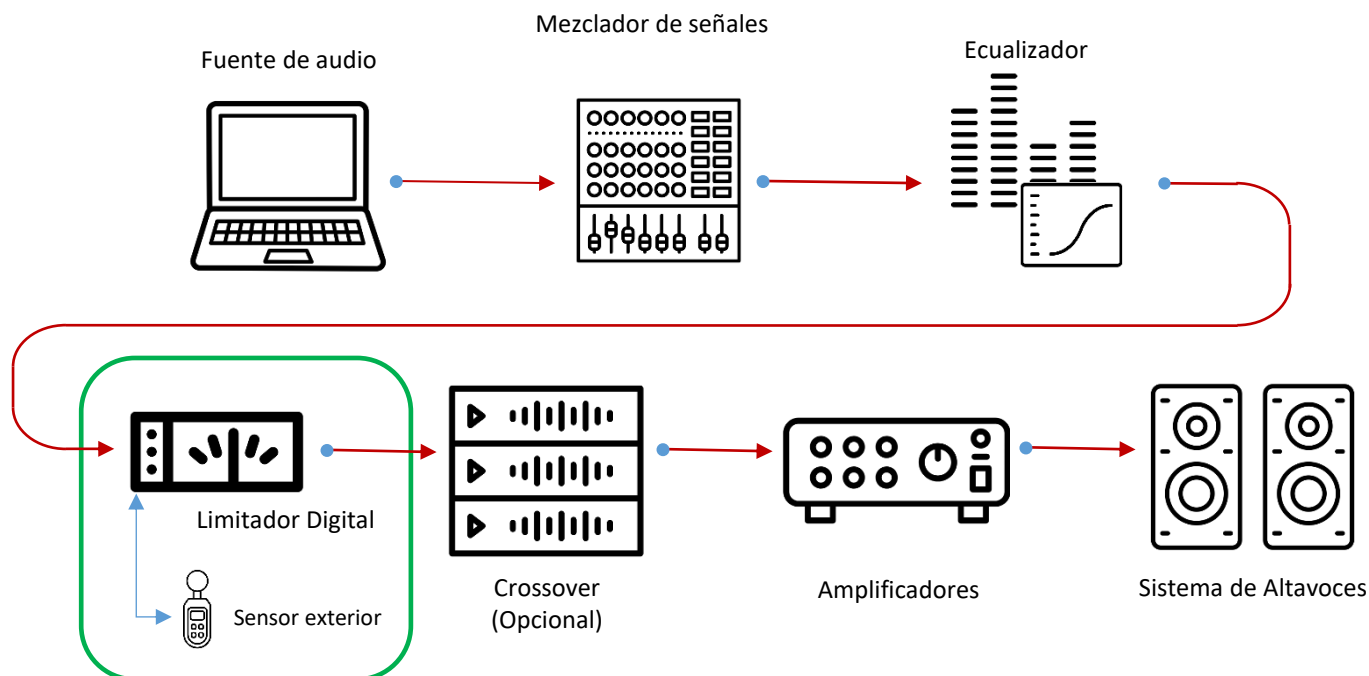 Fuente de audio
Mezclador de señales
Ecualizador
Limitador Digital
Sensor exterior
Crossover
(Opcional)
Amplificadores
Sistema de Altavoces